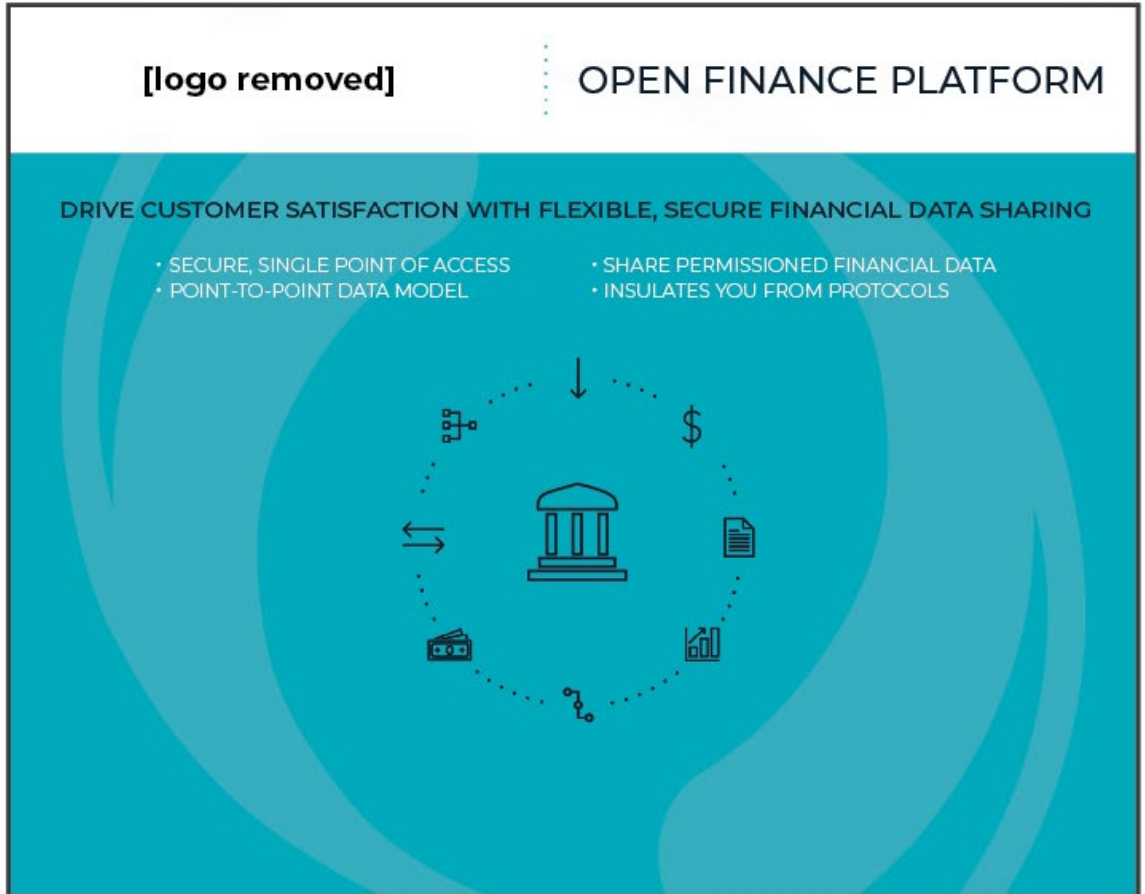 [logo removed]
OPEN FINANCE PLATFORM
DRIVE CUSTOMER SATISFACTION WITH FLEXIBLE, SECURE FINANCIAL DATA SHARING
• SECURE, SINGLE POINT OF ACCESS
• POINT-TO-POINT DATA MODEL
• SHARE PERMISSIONED FINANCIAL DATA
• INSULATES YOU FROM PROTOCOLS
$